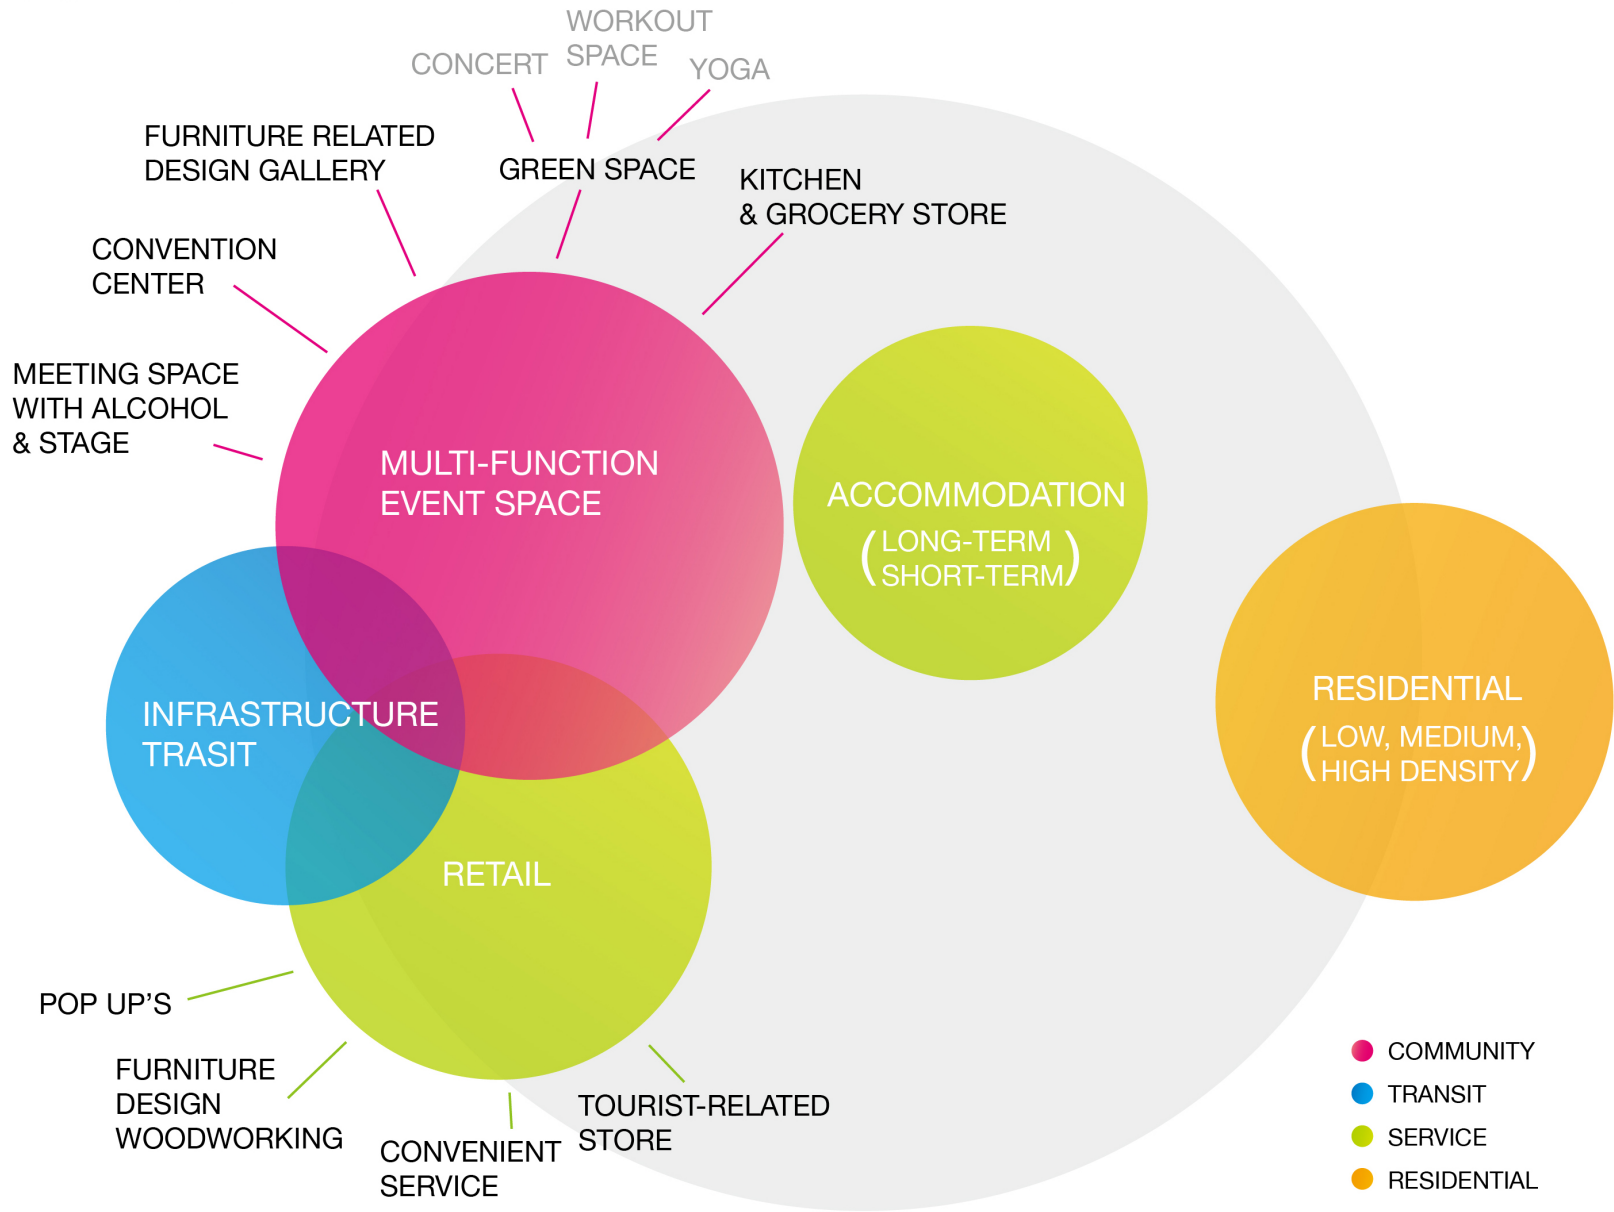 WORKOUT
SPACE
CONCERT
YOGA
FURNITURE RELATED
DESIGN GALLERY
GREEN SPACE
KITCHEN
& GROCERY STORE
CONVENTION
CENTER
MEETING SPACE
WITH ALCOHOL
& STAGE
MULTI-FUNCTION
EVENT SPACE
ACCOMMODATION
(LONG-TERM
SHORT-TERM)
INFRASTRUCTURE
TRASIT
RESIDENTIAL
(LOW, MEDIUM,
HIGH DENSITY)
RETAIL
POP UP’S
FURNITURE
DESIGN
WOODWORKING
CONVENIENT
SERVICE
TOURIST-RELATED
STORE
COMMUNITY
TRANSIT
SERVICE
RESIDENTIAL